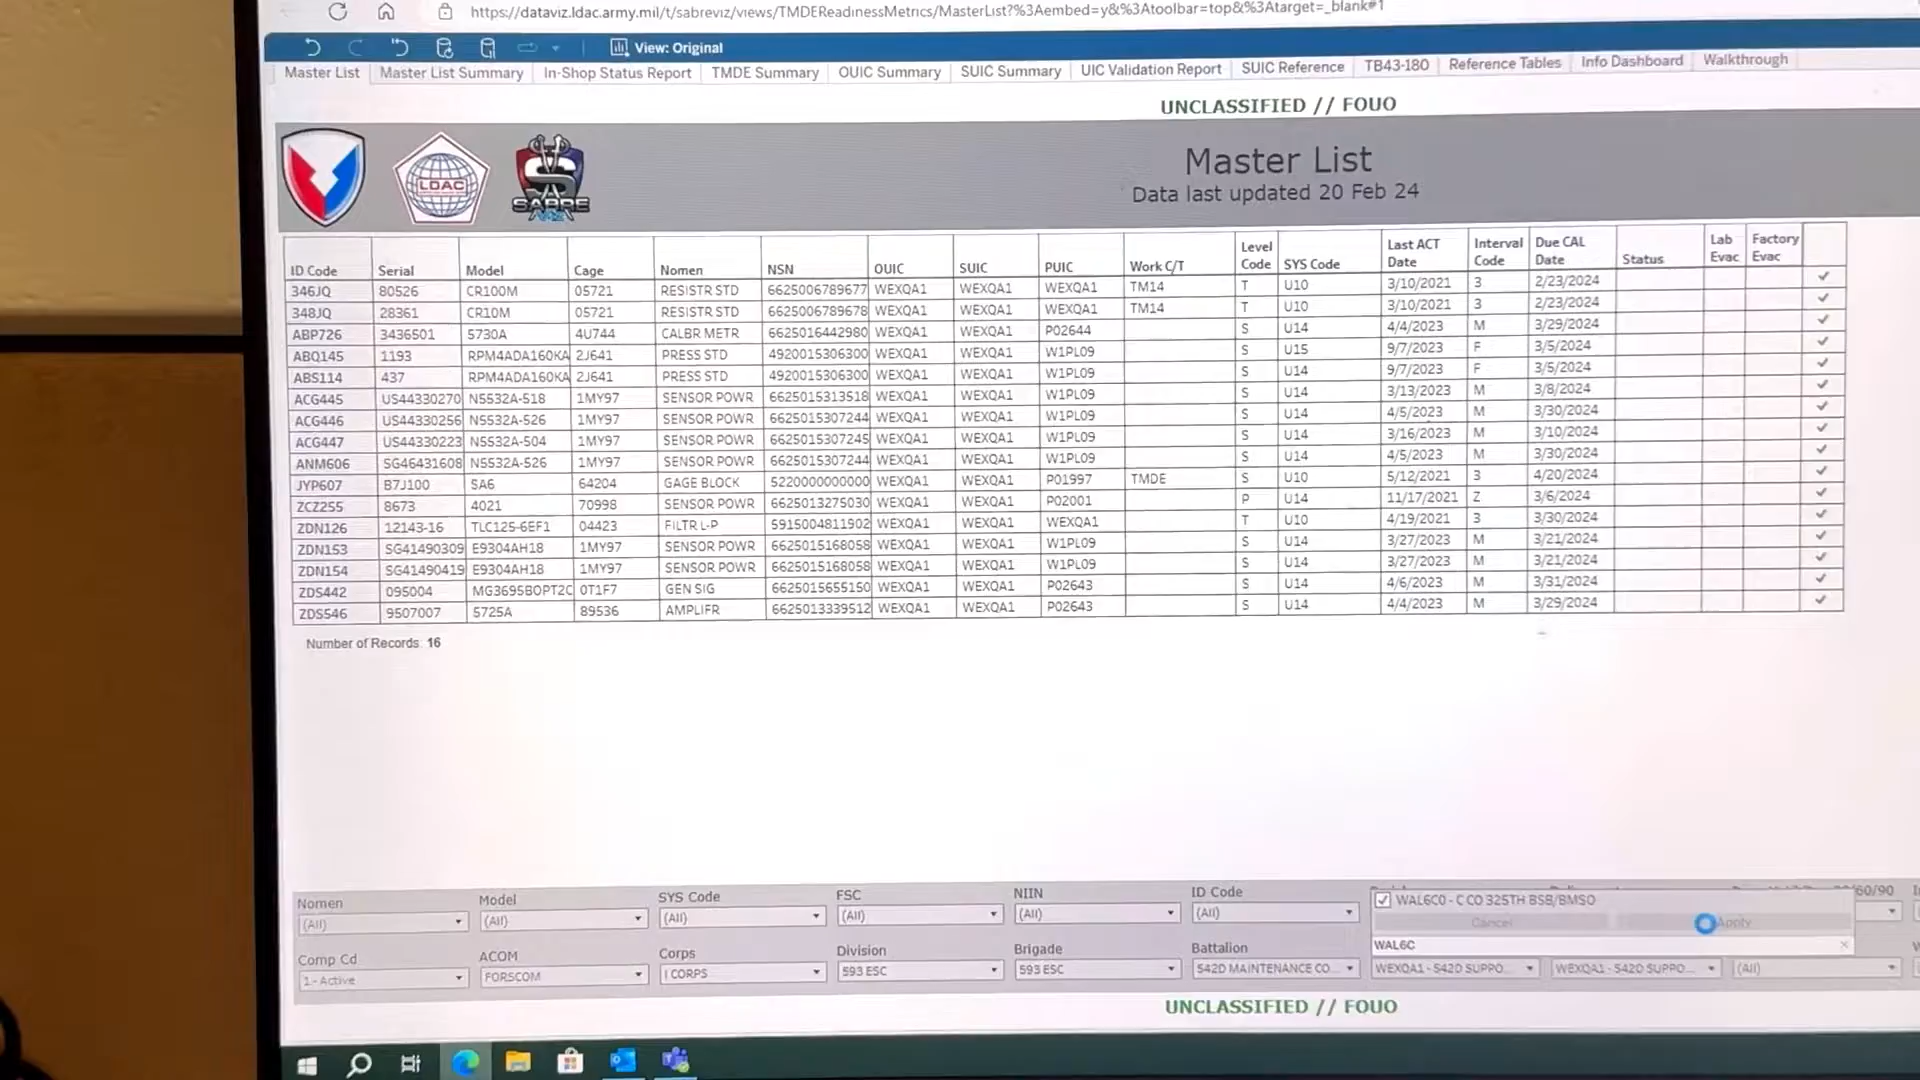 https://dataviz.ldac.army.mil/t/sabreviz/views/TMDEReadinessMetrics/MasterList?%3Aembed=y&%3Atoolbar=top&%3Atarget=_blank#1
View: Original
Master List Master List Summary In-Shop Status Report TMDE Summary OUIC Summary SUIC Summary UIC Validation Report SUIC Reference TB43-180 Reference Tables Info Dashboard Walkthrough
UNCLASSIFIED // FOUO
LDAC
SABRE
Master List
Data last updated 20 Feb 24
ID Code Serial Model Cage Nomen NSN OUIC SUIC PUIC Work C/T Level Code SYS Code Last ACT Date Interval Code Due CAL Date Status Lab Evac Factory Evac
346JQ 80526 CR100M 05721 RESISTR STD 6625006789677 WEXQA1 WEXQA1 WEXQA1 TM14 T U10 3/10/2021 3 2/23/2024
348JQ 28361 CR10M 05721 RESISTR STD 6625006789678 WEXQA1 WEXQA1 WEXQA1 TM14 T U10 3/10/2021 3 2/23/2024
ABP726 3436501 5730A 4U744 CALBR METR 6625016442980 WEXQA1 WEXQA1 P02644 S U14 4/4/2023 M 3/29/2024
ABQ145 1193 RPM4ADA160KA 2J641 PRESS STD 4920015306300 WEXQA1 WEXQA1 W1PL09 S U15 9/7/2023 F 3/5/2024
ABS114 437 RPM4ADA160KA 2J641 PRESS STD 4920015306300 WEXQA1 WEXQA1 W1PL09 S U14 9/7/2023 F 3/5/2024
ACG445 US44330270 N5532A-518 1MY97 SENSOR POWR 6625015313518 WEXQA1 WEXQA1 W1PL09 S U14 3/13/2023 M 3/8/2024
ACG446 US44330256 N5532A-526 1MY97 SENSOR POWR 6625015307244 WEXQA1 WEXQA1 W1PL09 S U14 4/5/2023 M 3/30/2024
ACG447 US44330223 N5532A-504 1MY97 SENSOR POWR 6625015307245 WEXQA1 WEXQA1 W1PL09 S U14 3/16/2023 M 3/10/2024
ANM606 SG46431608 N5532A-526 1MY97 SENSOR POWR 6625015307244 WEXQA1 WEXQA1 W1PL09 S U14 4/5/2023 M 3/30/2024
JYP607 B7J100 SA6 64204 GAGE BLOCK 5220000000000 WEXQA1 WEXQA1 P01997 TMDE S U10 5/12/2021 3 4/20/2024
ZCZ255 8673 4021 70998 SENSOR POWR 6625013275030 WEXQA1 WEXQA1 P02001 P U14 11/17/2021 Z 3/6/2024
ZDN126 12143-16 TLC125-6EF1 04423 FILTR L-P 5915004811902 WEXQA1 WEXQA1 WEXQA1 T U10 4/19/2021 3 3/30/2024
ZDN153 SG41490309 E9304AH18 1MY97 SENSOR POWR 6625015168058 WEXQA1 WEXQA1 W1PL09 S U14 3/27/2023 M 3/21/2024
ZDN154 SG41490419 E9304AH18 1MY97 SENSOR POWR 6625015168058 WEXQA1 WEXQA1 W1PL09 S U14 3/27/2023 M 3/21/2024
ZDS442 095004 MG3695BOPT2C 0T1F7 GEN SIG 6625015655150 WEXQA1 WEXQA1 P02643 S U14 4/6/2023 M 3/31/2024
ZDS546 9507007 5725A 89536 AMPLIFR 6625013339512 WEXQA1 WEXQA1 P02643 S U14 4/4/2023 M 3/29/2024
Number of Records: 16
Nomen Model SYS Code FSC NIIN ID Code 60/90
(All) (All) (All) (All) (All) (All)
WAL6C0 - C CO 325TH BSB/BMSO
Cancel Apply
WAL6C
Comp Cd ACOM Corps Division Brigade Battalion
1 - Active FORSCOM I CORPS 593 ESC 593 ESC 542D MAINTENANCE CO... WEXQA1 - 542D SUPPO... WEXQA1 - 542D SUPPO... (All)
UNCLASSIFIED // FOUO